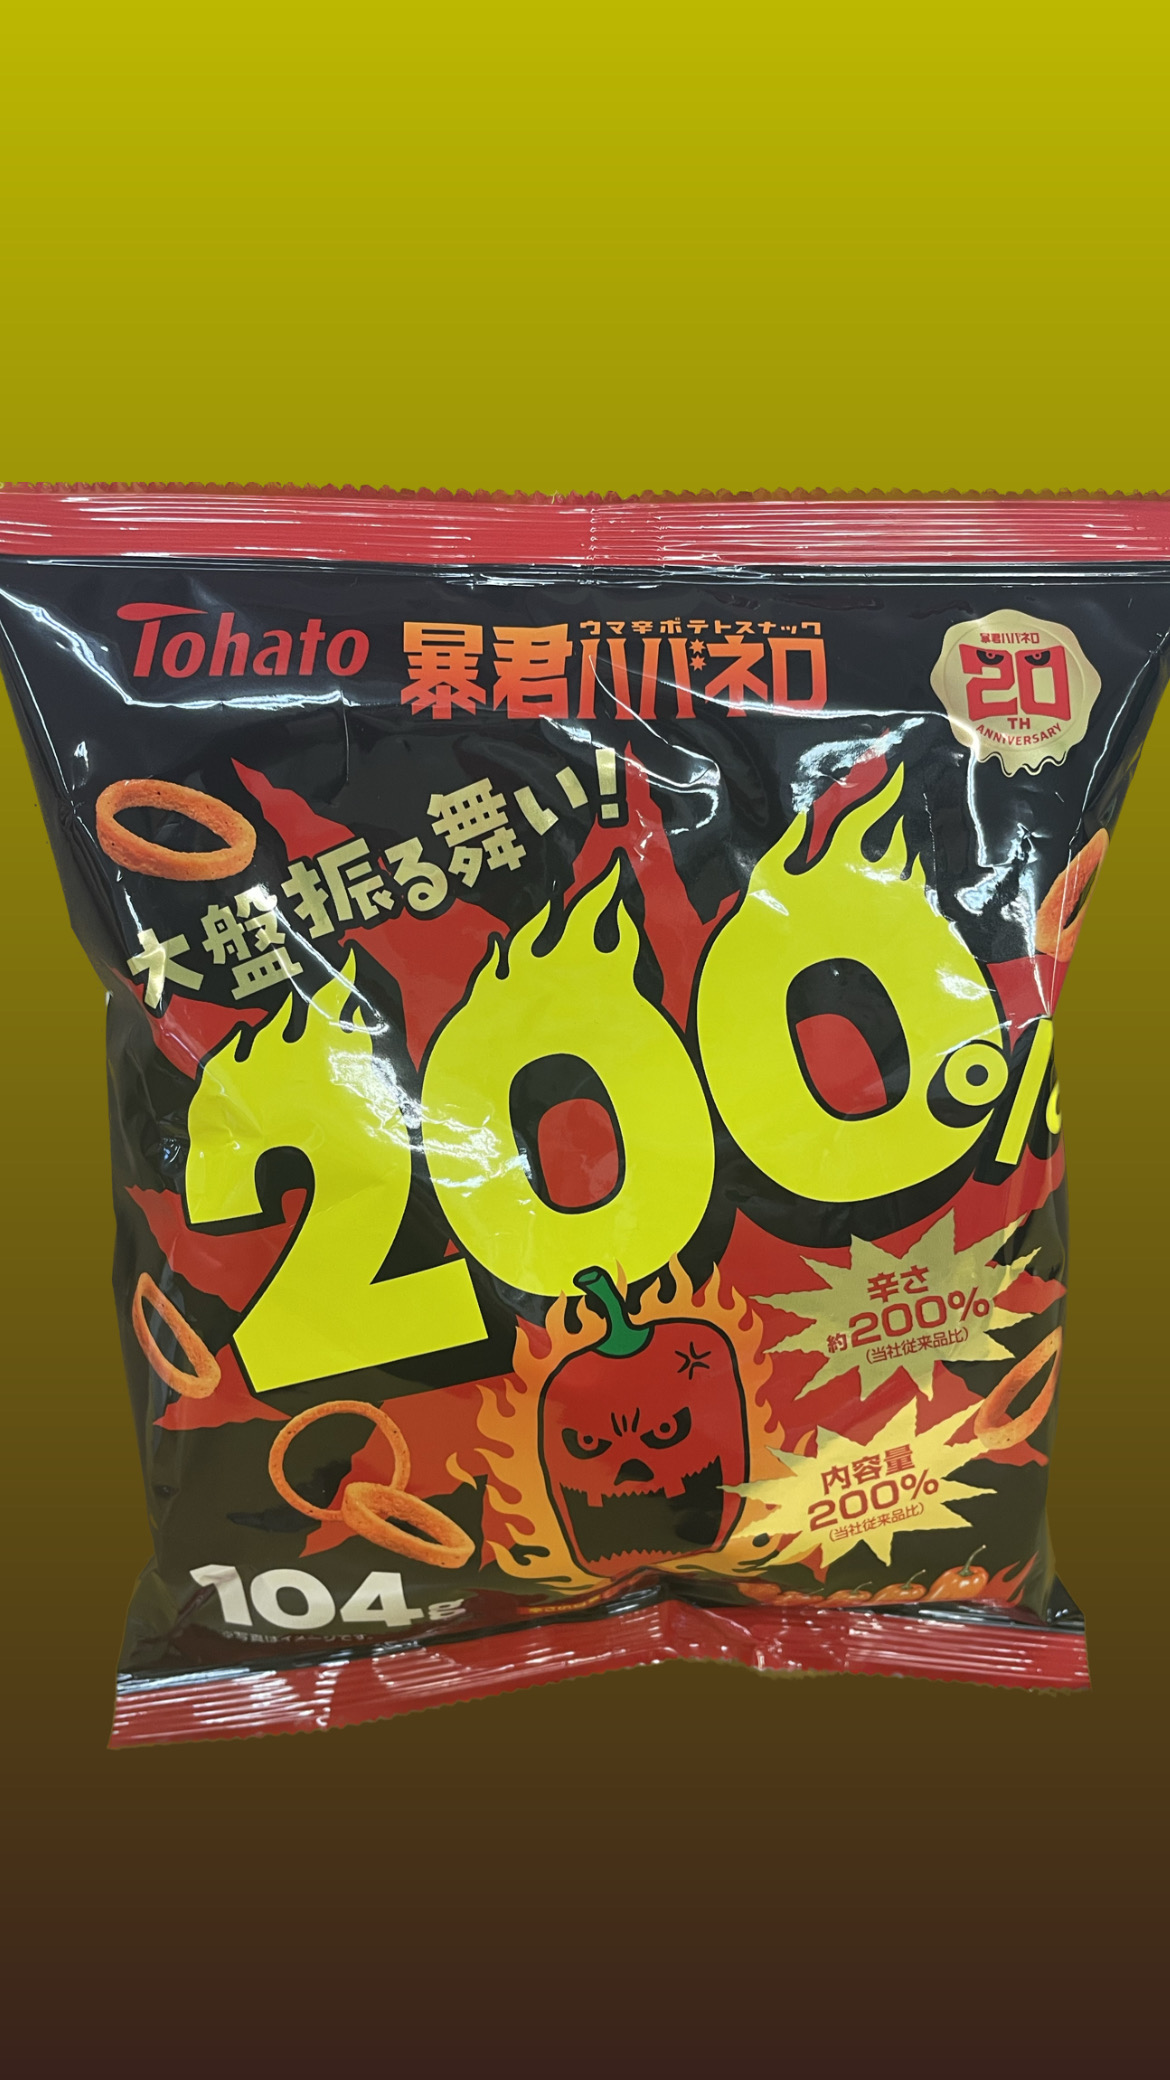 Tohato
ウマ辛ポテトスナック
暴君ハバネロ
暴君ハバネロ
20
TH
ANNIVERSARY
大盤振る舞い!
200%
辛さ
約200%
(当社従来品比)
内容量
200%
(当社従来品比)
104g